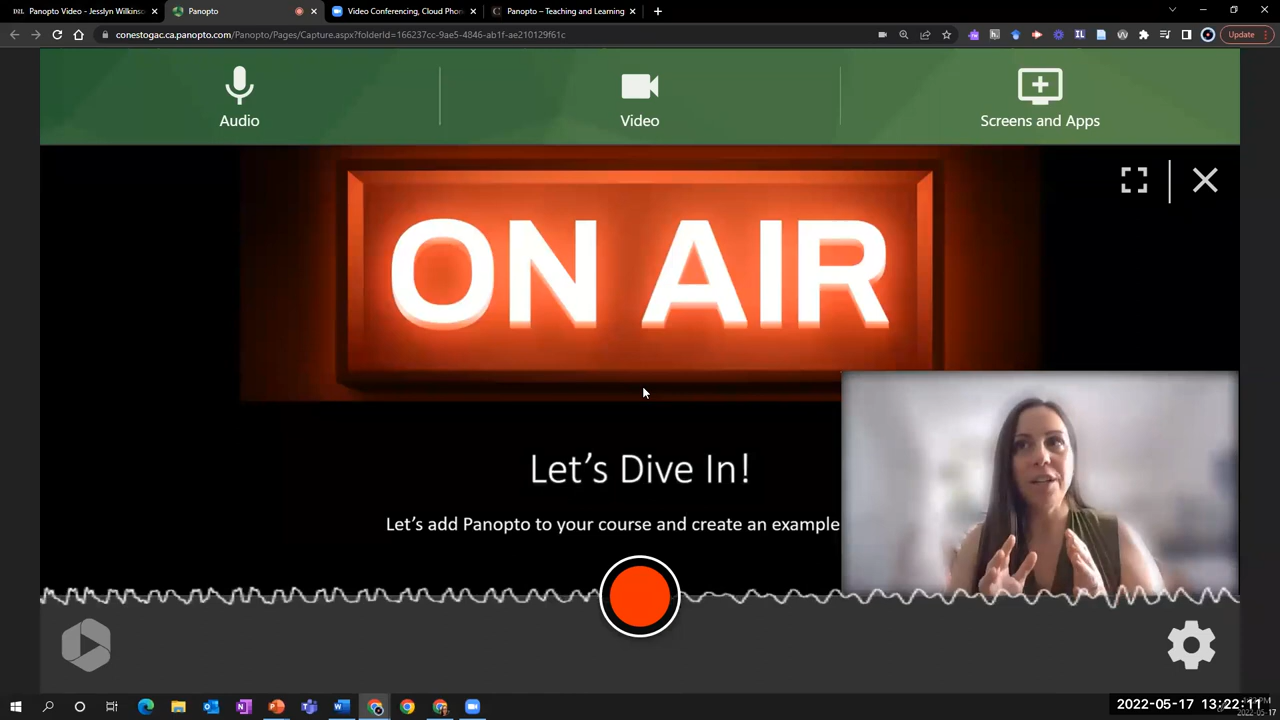 Panopto Video - Jesslyn Wilkins
Panopto
Video Conferencing, Cloud Pho
Panopto – Teaching and Learning
conestogac.ca.panopto.com/Panopto/Pages/Capture.aspx?folderId=166237cc-9ae5-4846-ab1f-ae210129f61c
Update
Audio
Video
Screens and Apps
ON AIR
Let's Dive In!
Let's add Panopto to your course and create an example
2022-05-17 13:22:11